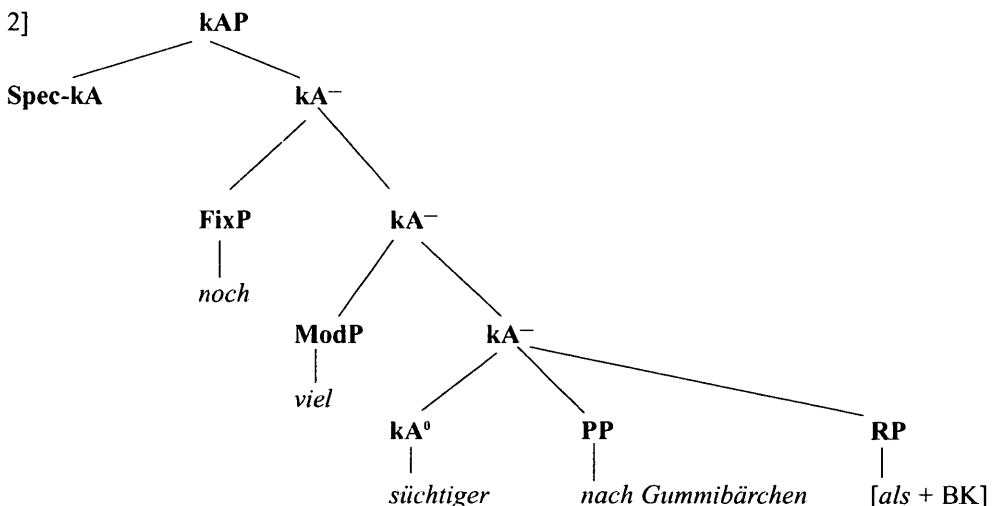 2] kAP
Spec-kA kA—
FixP kA—
noch
ModP kA—
viel
kA⁰ PP RP
süchtiger nach Gummibärchen [als + BK]